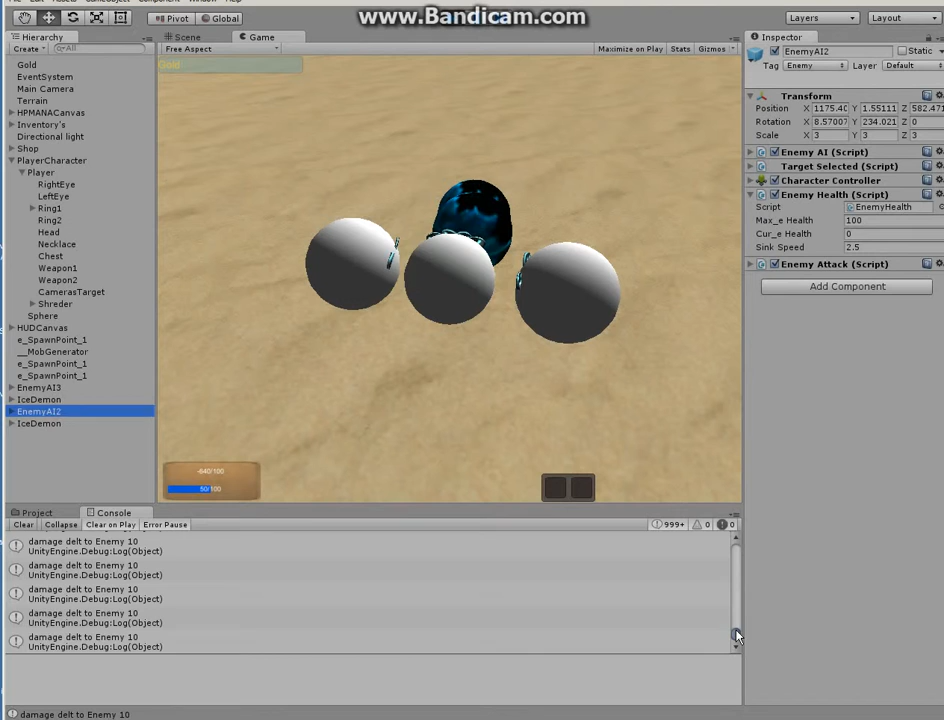 www.Bandicam.com
Pivot Global Layers Layout
Hierarchy Scene Game Inspector
Create All Free Aspect Maximize on Play Stats Gizmos
EnemyAI2 Static
Tag Enemy Layer Default
Gold
EventSystem
Main Camera
Terrain
HPMANACanvas
Inventory's
Directional light
Shop
PlayerCharacter
Player
RightEye
LeftEye
Ring1
Ring2
Head
Necklace
Chest
Weapon1
Weapon2
CamerasTarget
Shreder
Sphere
HUDCanvas
e_SpawnPoint_1
__MobGenerator
e_SpawnPoint_1
e_SpawnPoint_1
EnemyAI3
IceDemon
EnemyAI2
IceDemon
Gold
-640/100
50/100
Transform
Position X 1175.40 Y 1.55111 Z 582.471
Rotation X 8.57007 Y 234.021 Z 0
Scale X 3 Y 3 Z 3
Enemy AI (Script)
Target Selected (Script)
Character Controller
Enemy Health (Script)
Script EnemyHealth
Max_e Health 100
Cur_e Health 0
Sink Speed 2.5
Enemy Attack (Script)
Add Component
Project Console
Clear Collapse Clear on Play Error Pause 999+ 0 0
damage delt to Enemy 10
UnityEngine.Debug:Log(Object)
damage delt to Enemy 10
UnityEngine.Debug:Log(Object)
damage delt to Enemy 10
UnityEngine.Debug:Log(Object)
damage delt to Enemy 10
UnityEngine.Debug:Log(Object)
damage delt to Enemy 10
UnityEngine.Debug:Log(Object)
damage delt to Enemy 10